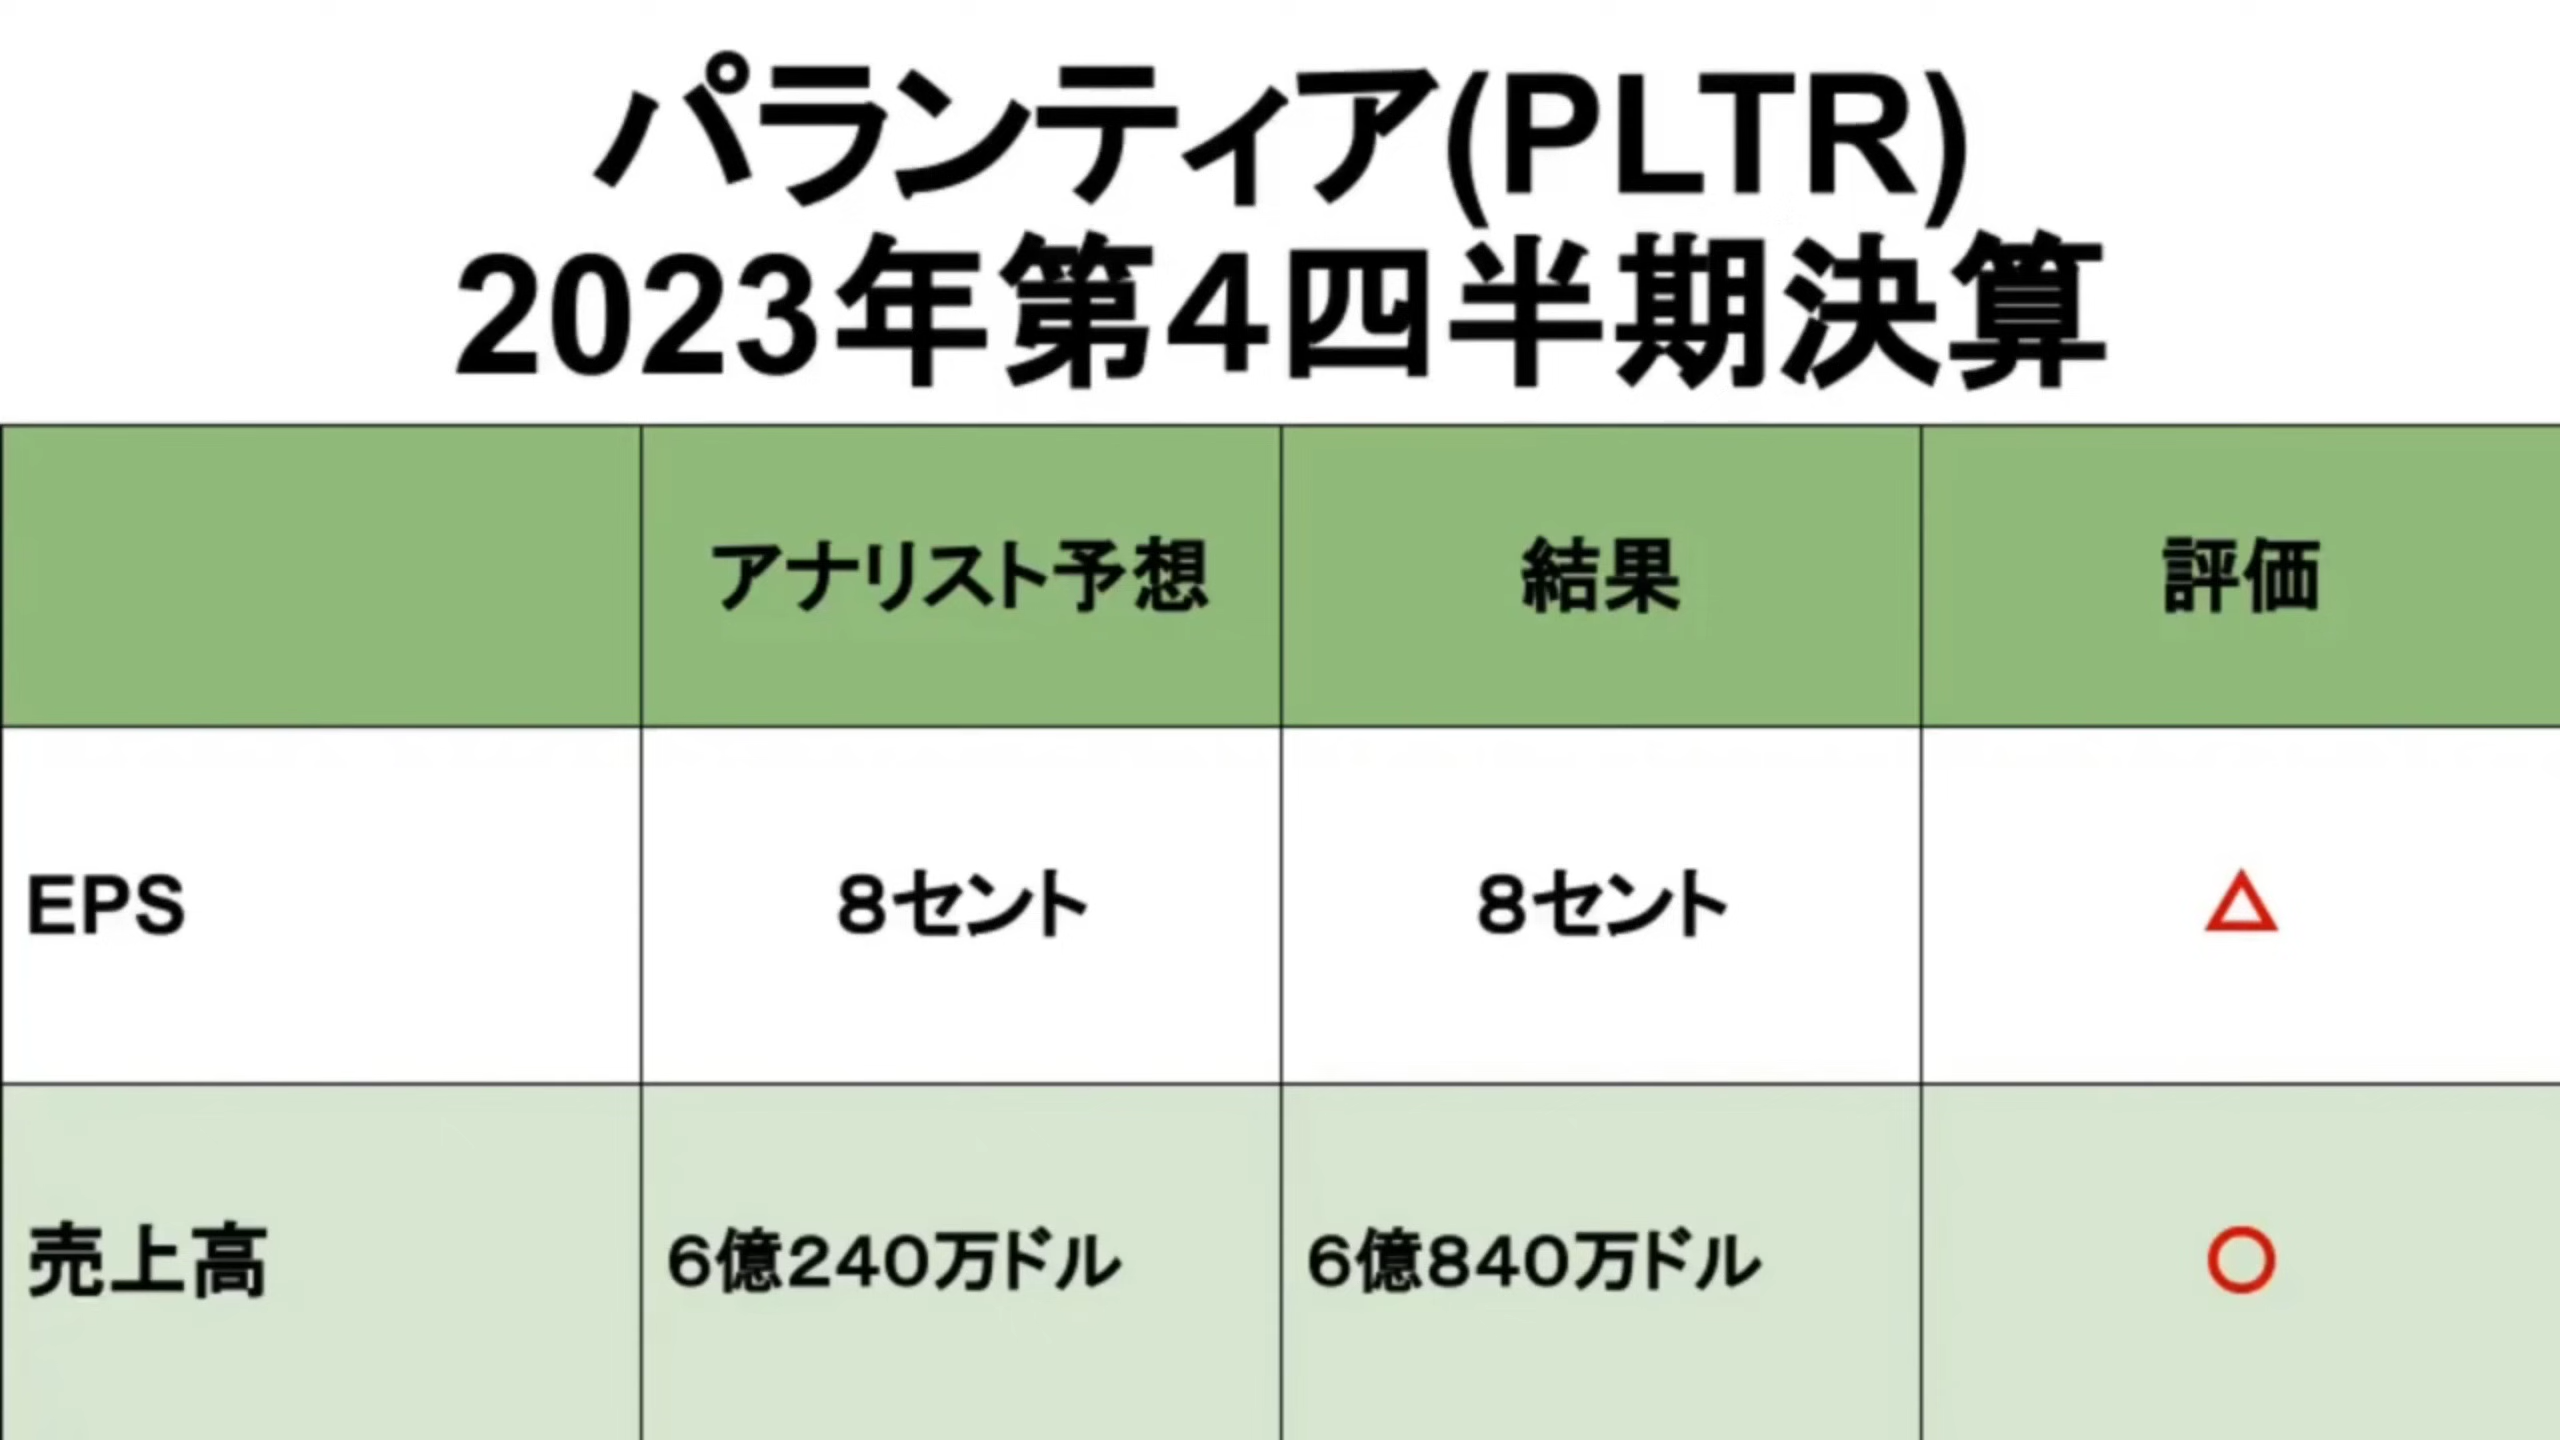 パランティア(PLTR)
2023年第4四半期決算
アナリスト予想 結果 評価
EPS 8セント 8セント △
売上高 6億240万ドル 6億840万ドル ○